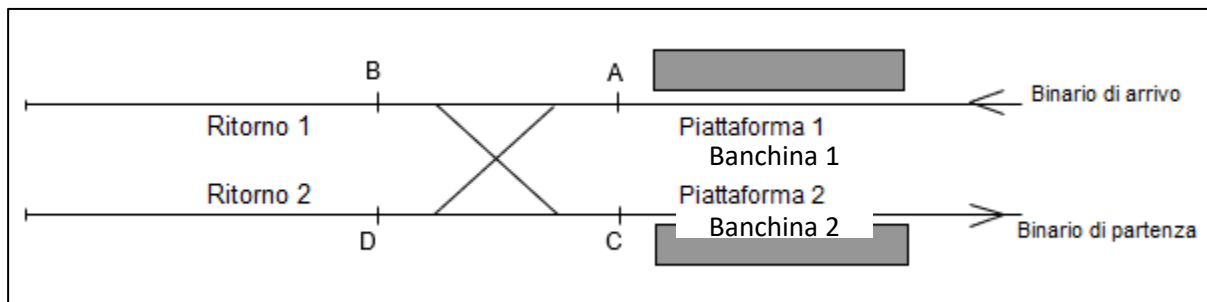 B
A
Binario di arrivo
Ritorno 1
Piattaforma 1
Banchina 1
Ritorno 2
Piattaforma 2
Banchina 2
Binario di partenza
D
C